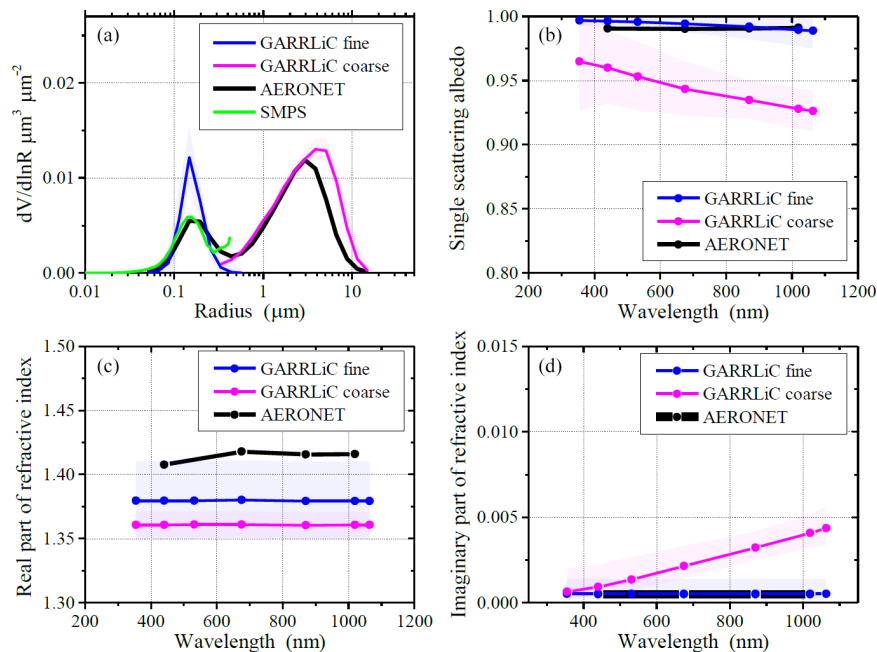 (a)
GARRLiC fine
GARRLiC coarse
AERONET
SMPS
dV/dlnR μm³ μm⁻²
0.02
0.01
0.00
0.01
0.1
1
10
Radius (μm)
(b)
GARRLiC fine
GARRLiC coarse
AERONET
Single scattering albedo
1.00
0.95
0.90
0.85
0.80
200
400
600
800
1000
1200
Wavelength (nm)
(c)
GARRLiC fine
GARRLiC coarse
AERONET
Real part of refractive index
1.50
1.45
1.40
1.35
1.30
200
400
600
800
1000
1200
Wavelength (nm)
(d)
GARRLiC fine
GARRLiC coarse
AERONET
Imaginary part of refractive index
0.015
0.010
0.005
0.000
400
600
800
1000
Wavelength (nm)